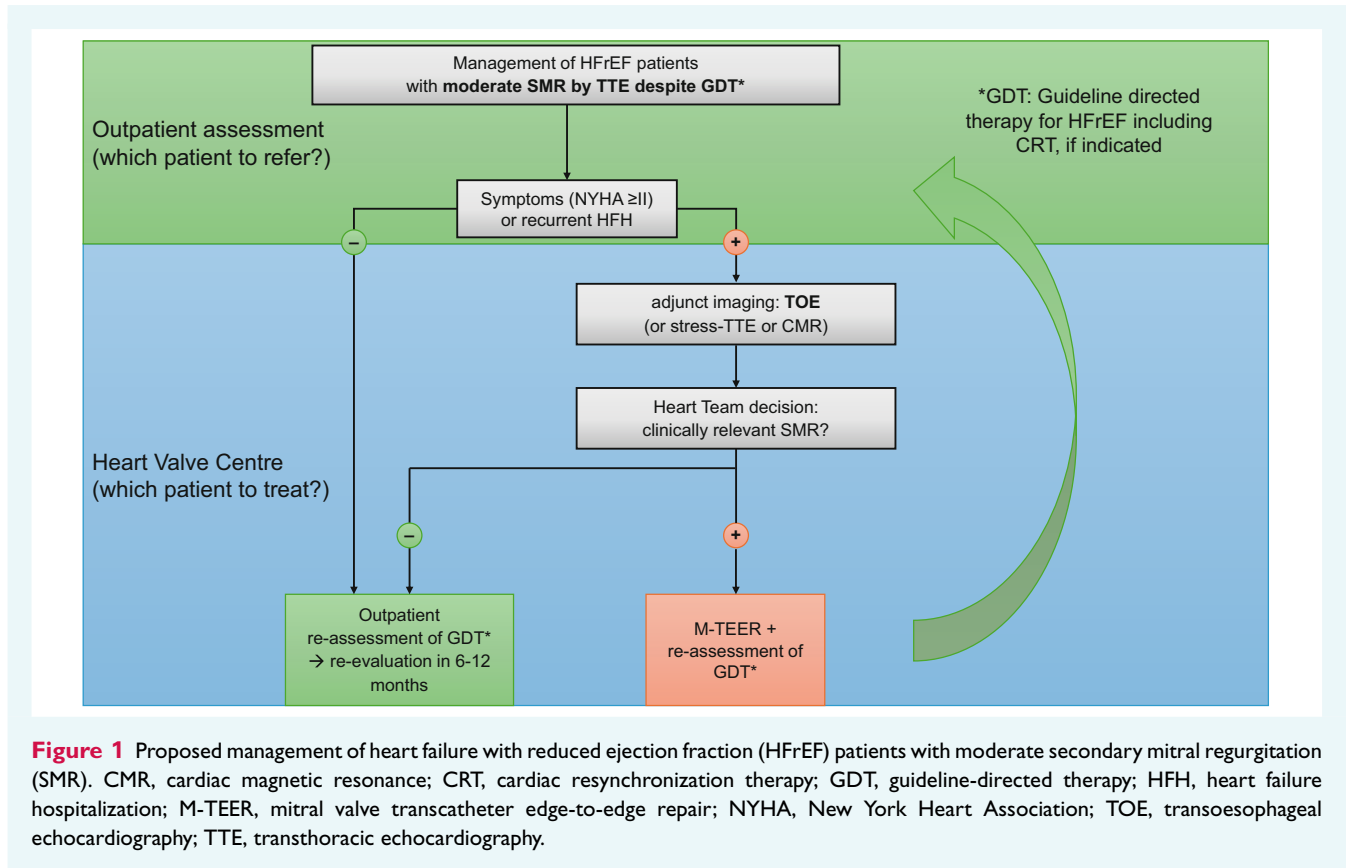 Management of HFrEF patients
with moderate SMR by TTE despite GDT*
*GDT: Guideline directed
therapy for HFrEF including
CRT, if indicated
Outpatient assessment
(which patient to refer?)
Symptoms (NYHA ≥II)
or recurrent HFH
–
+
adjunct imaging: TOE
(or stress-TTE or CMR)
Heart Team decision:
clinically relevant SMR?
Heart Valve Centre
(which patient to treat?)
–
+
Outpatient
re-assessment of GDT*
→ re-evaluation in 6-12
months
M-TEER +
re-assessment of
GDT*
Figure 1 Proposed management of heart failure with reduced ejection fraction (HFrEF) patients with moderate secondary mitral regurgitation
(SMR). CMR, cardiac magnetic resonance; CRT, cardiac resynchronization therapy; GDT, guideline-directed therapy; HFH, heart failure
hospitalization; M-TEER, mitral valve transcatheter edge-to-edge repair; NYHA, New York Heart Association; TOE, transoesophageal
echocardiography; TTE, transthoracic echocardiography.